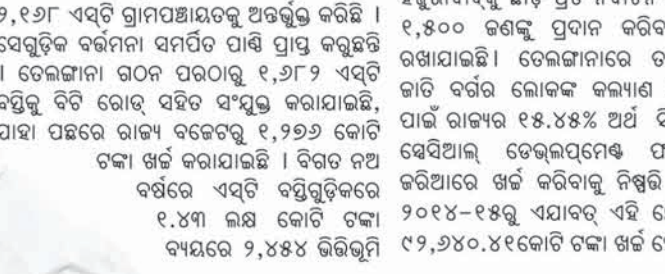 ୨,୧୬୮ ଏସ୍‌ଟି ଗ୍ରାମପଞ୍ଚାୟତକୁ ଅନ୍ତର୍ଭୁକ୍ତ କରିଛି ।
ସେଗୁଡ଼ିକ ବର୍ତ୍ତମାନ ସମର୍ପିତ ପାଣ୍ଠି ପ୍ରାପ୍ତ କରୁଛନ୍ତି
। ତେଲଙ୍ଗାନା ଗଠନ ପରଠାରୁ ୧,୬୮୨ ଏସ୍‌ଟି
ବସ୍ତିକୁ ବିଟି ରୋଡ୍ ସହିତ ସଂଯୁକ୍ତ କରାଯାଇଛି,
ଯାହା ପଛରେ ରାଜ୍ୟ ବଜେଟରୁ ୧,୨୭୬ କୋଟି
ଟଙ୍କା ଖର୍ଚ୍ଚ କରାଯାଇଛି । ବିଗତ ନଅ
ବର୍ଷରେ ଏସ୍‌ଟି ବସ୍ତିଗୁଡ଼ିକରେ
୧.୪୩ ଲକ୍ଷ କୋଟି ଟଙ୍କା
ବ୍ୟୟରେ ୨,୪୫୪ ଭିତ୍ତିଭୂମି
୧,୫୦୦ ଜଣଙ୍କୁ ପ୍ରଦାନ
ରଖାଯାଇଛି। ତେଲଙ୍ଗାନାରେ
ଜାତି ବର୍ଗର ଲୋକଙ୍କ କଲ୍ୟାଣ
ପାଇଁ ରାଜ୍ୟର ୧୫.୪୫% ଅର୍ଥ
ସ୍ପେସିଆଲ୍ ଡେଭ୍‌ଲପ୍‌ମେଣ୍ଟ
ଜରିଆରେ ଖର୍ଚ୍ଚ କରିବାକୁ ନିଷ୍ପତ୍ତି
୨୦୧୪-୧୫ରୁ ଏଯାବତ୍ ଏହି
୯୨,୬୪୦.୪୧କୋଟି ଟଙ୍କା ଖର୍ଚ୍ଚ